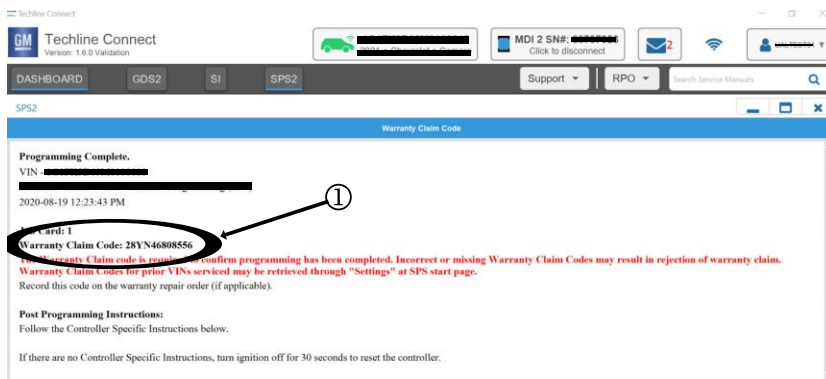 Techline Connect
GM
Techline Connect
Version: 1.6.0 Validation
MDI 2 SN#:
Click to disconnect
2
DASHBOARD GDS2 SI SPS2 Support RPO Search Service Manuals
SPS2
Warranty Claim Code
Programming Complete.
VIN -
2020-08-19 12:23:43 PM
①
Card: 1
Warranty Claim Code: 28YN46808556
The Warranty Claim code is required to confirm programming has been completed. Incorrect or missing Warranty Claim Codes may result in rejection of warranty claim.
Warranty Claim Codes for prior VINs serviced may be retrieved through "Settings" at SPS start page.
Record this code on the warranty repair order (if applicable).
Post Programming Instructions:
Follow the Controller Specific Instructions below.
If there are no Controller Specific Instructions, turn ignition off for 30 seconds to reset the controller.